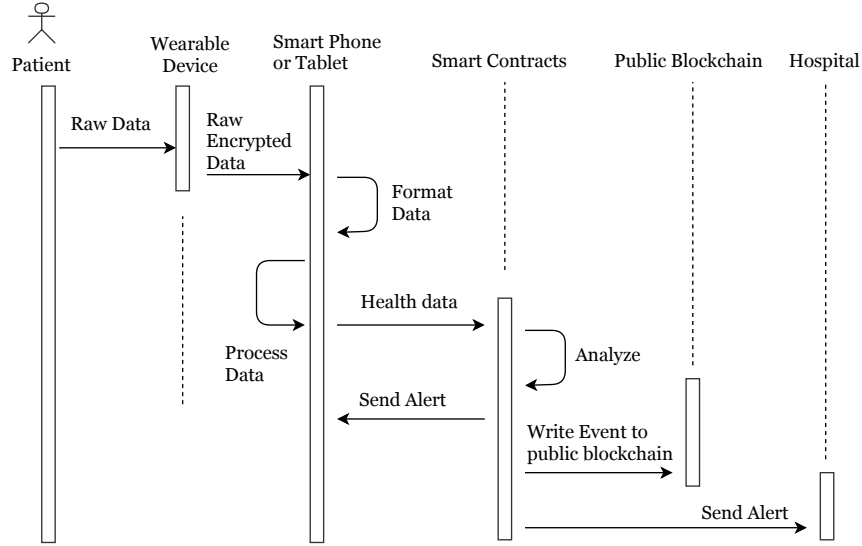 Patient
Wearable
Device
Smart Phone
or Tablet
Smart Contracts
Public Blockchain
Hospital
Raw Data
Raw
Encrypted
Data
Format
Data
Health data
Process
Data
Analyze
Send Alert
Write Event to
public blockchain
Send Alert